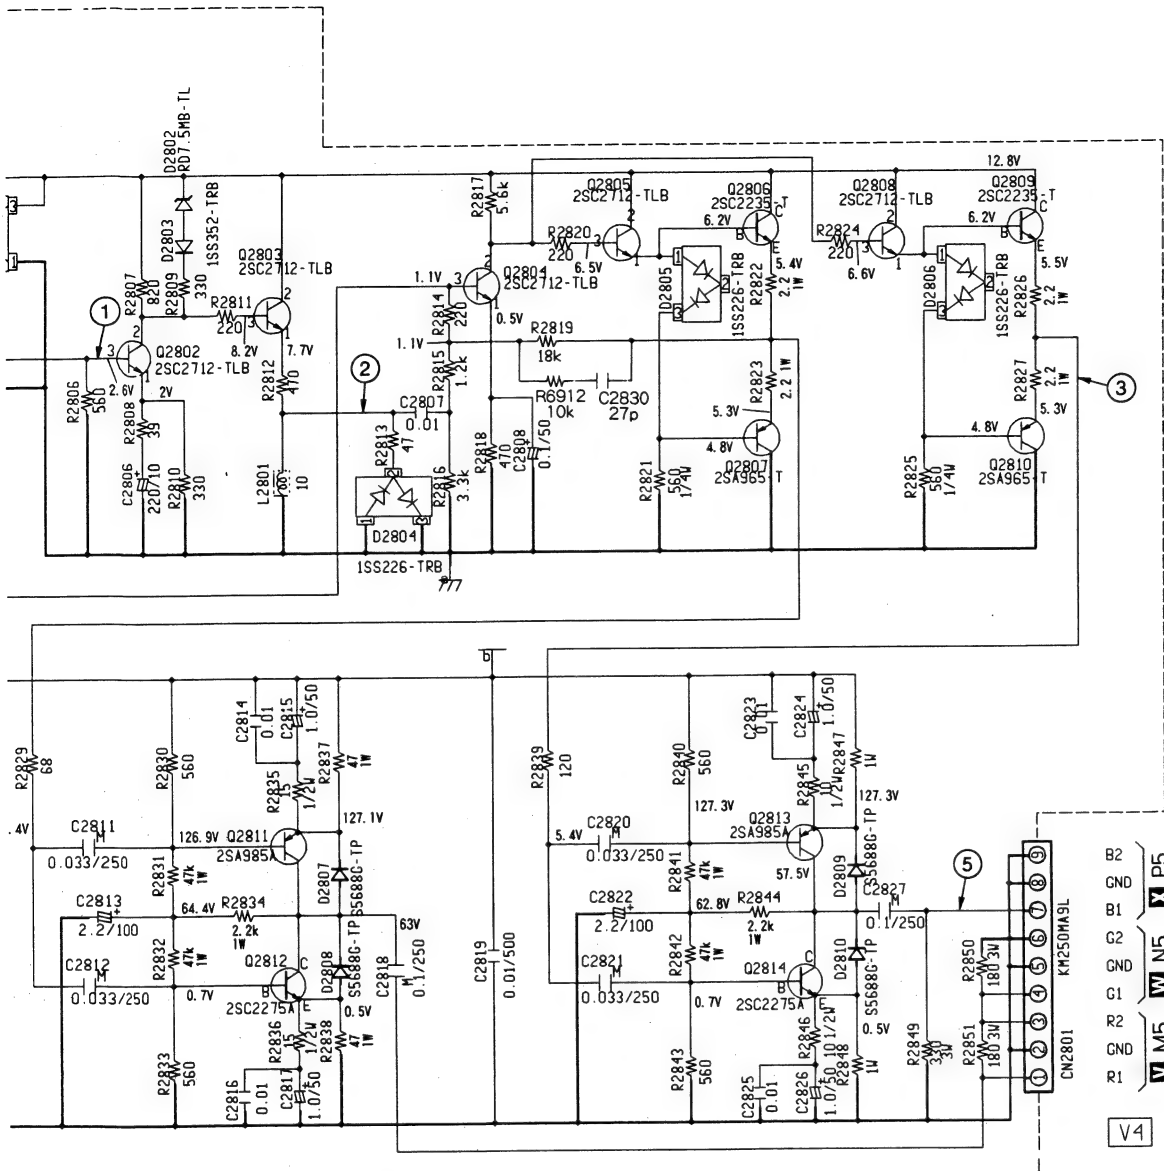 D2802
RD7.5MB-TL
D2803
1SS352-TRB
R2807
820
R2809
330
R2811
220
Q2803
2SC2712-TLB
8.2V
7.7V
1
Q2802
2SC2712-TLB
2.6V
2V
R2806
560
R2808
39
C2806
220/10
R2810
330
R2812
470
L2801
10
2
C2807
0.01
R2813
47
D2804
1SS226-TRB
1.1V
R2814
220
1.1V
R2815
1.2k
R2816
3.3k
R2817
5.6k
Q2804
2SC2712-TLB
0.5V
R2819
18k
R6912
10k
C2830
27p
R2818
470
C2808
0.1/50
R2820
220
6.5V
Q2805
2SC2712-TLB
Q2806
2SC2235-T
6.2V
5.4V
D2805
1SS226-TRB
R2822
2.2
1W
R2823
2.2 1W
5.3V
4.8V
R2821
560
1/4W
Q2807
2SA965-T
R2824
220
6.6V
Q2808
2SC2712-TLB
12.8V
Q2809
2SC2235-T
6.2V
5.5V
D2806
1SS226-TRB
R2826
2.2
1W
R2827
2.2
1W
3
5.3V
4.8V
R2825
560
1/4W
Q2810
2SA965-T
b
R2829
68
.4V
R2830
560
C2814
0.01
C2815
1.0/50
R2835
15
1/2W
R2837
47
1W
127.1V
C2811
M
0.033/250
126.9V
Q2811
2SA985A
R2831
47k
1W
D2807
S5688G-TP
C2813
2.2/100
64.4V
R2834
2.2k
1W
63V
R2832
47k
1W
C2812
M
0.033/250
0.7V
Q2812
2SC2275A
D2808
S5688G-TP
0.5V
C2818
M
0.1/250
R2833
560
R2836
15
1/2W
R2838
47
1W
C2816
0.01
C2817
1.0/50
C2819
0.01/500
R2839
120
R2840
560
C2823
0.01
C2824
1.0/50
R2845
10
1/2W
R2847
1W
127.3V
127.3V
5.4V
C2820
M
0.033/250
Q2813
2SA985A
57.5V
R2841
47k
1W
D2809
S5688G-TP
C2827
M
0.1/250
5
C2822
2.2/100
62.8V
R2844
2.2k
1W
R2842
47k
1W
C2821
M
0.033/250
0.7V
Q2814
2SC2275A
D2810
S5688G-TP
0.5V
R2843
560
R2846
10 1/2W
R2848
1W
C2825
0.01
C2826
1.0/50
R2849
330
3W
R2850
180 3W
R2851
180 3W
KM250MA9L
CN2801
9
8
7
6
5
4
3
2
1
B2
GND
B1
X P5
G2
GND
G1
W N5
R2
GND
R1
V M5
V4